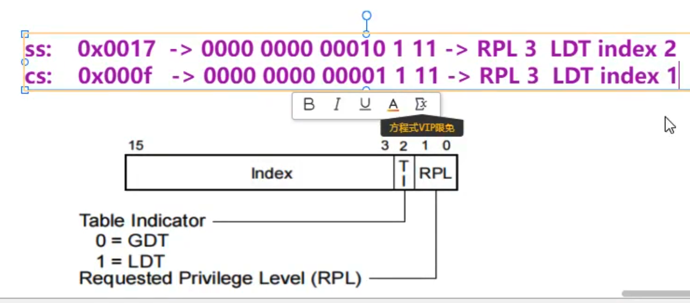 ss: 0x0017 -> 0000 0000 00010 1 11 -> RPL 3 LDT index 2
cs: 0x000f -> 0000 0000 00001 1 11 -> RPL 3 LDT index 1
B I U A
方程式VIP限免
15 3 2 1 0
Index TI RPL
Table Indicator
0 = GDT
1 = LDT
Requested Privilege Level (RPL)